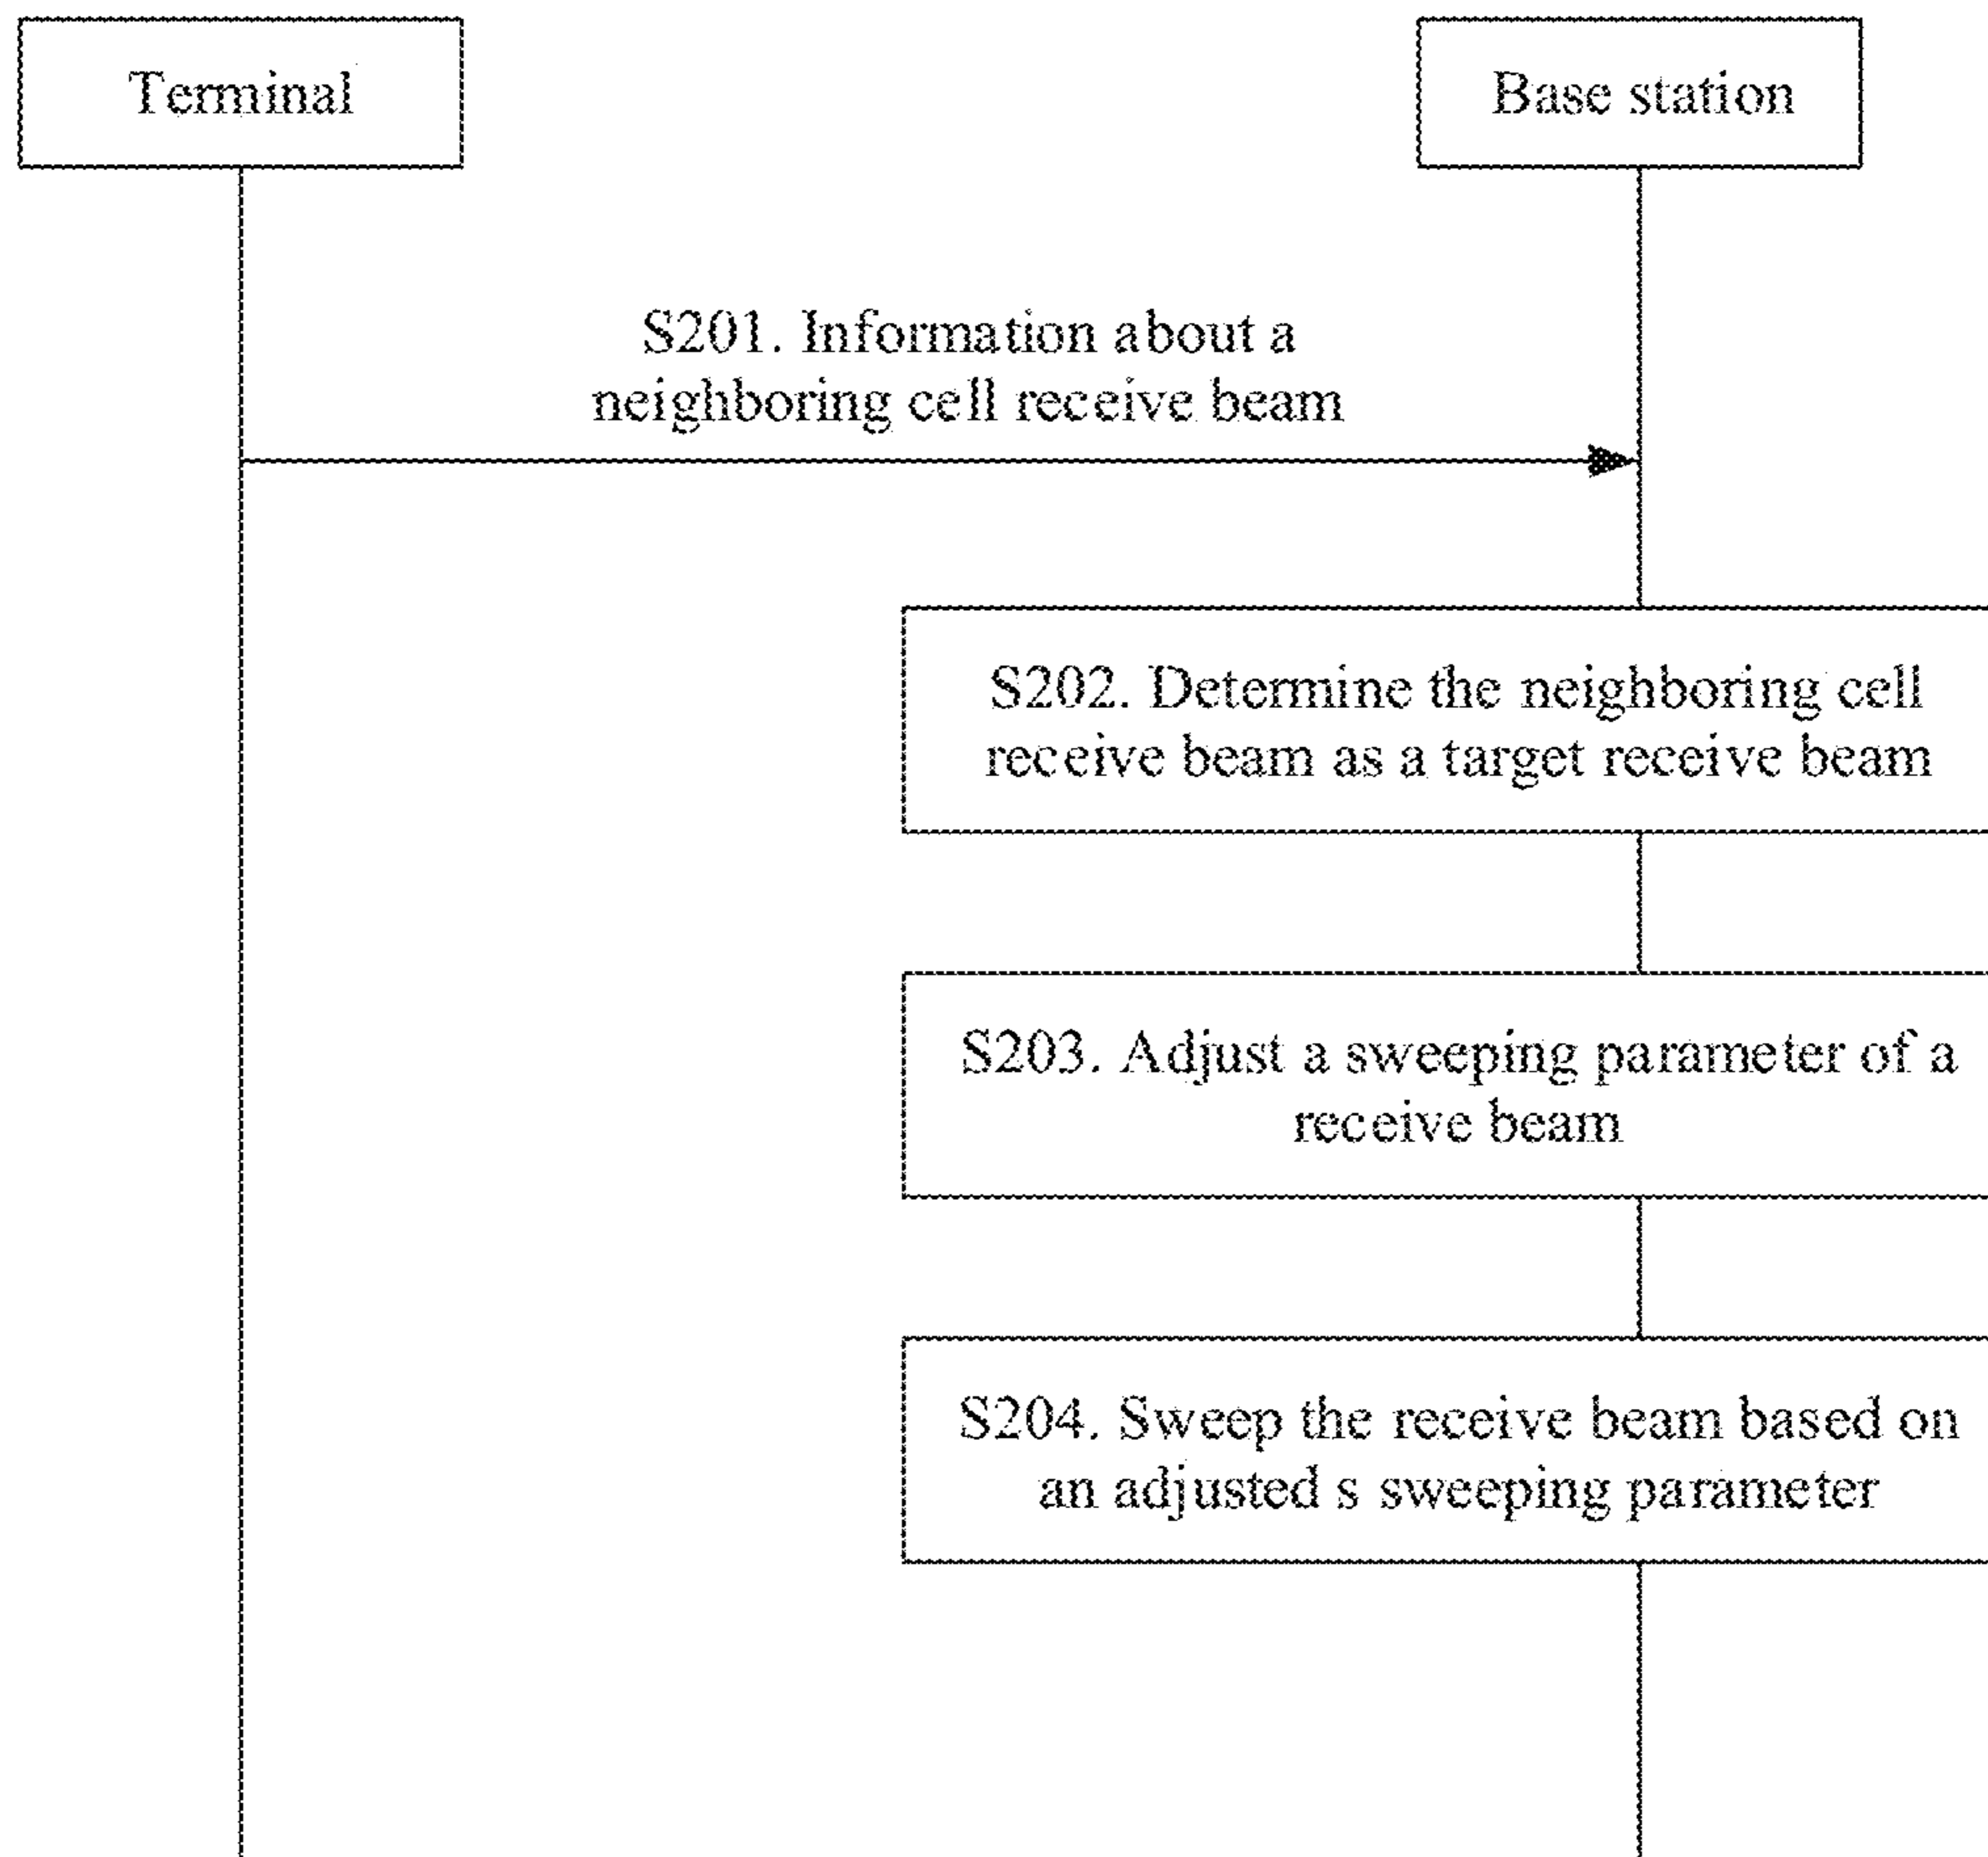 Terminal
Base station
S201. Information about a
neighboring cell receive beam
S202. Determine the neighboring cell
receive beam as a target receive beam
S203. Adjust a sweeping parameter of a
receive beam
S204. Sweep the receive beam based on
an adjusted s sweeping parameter